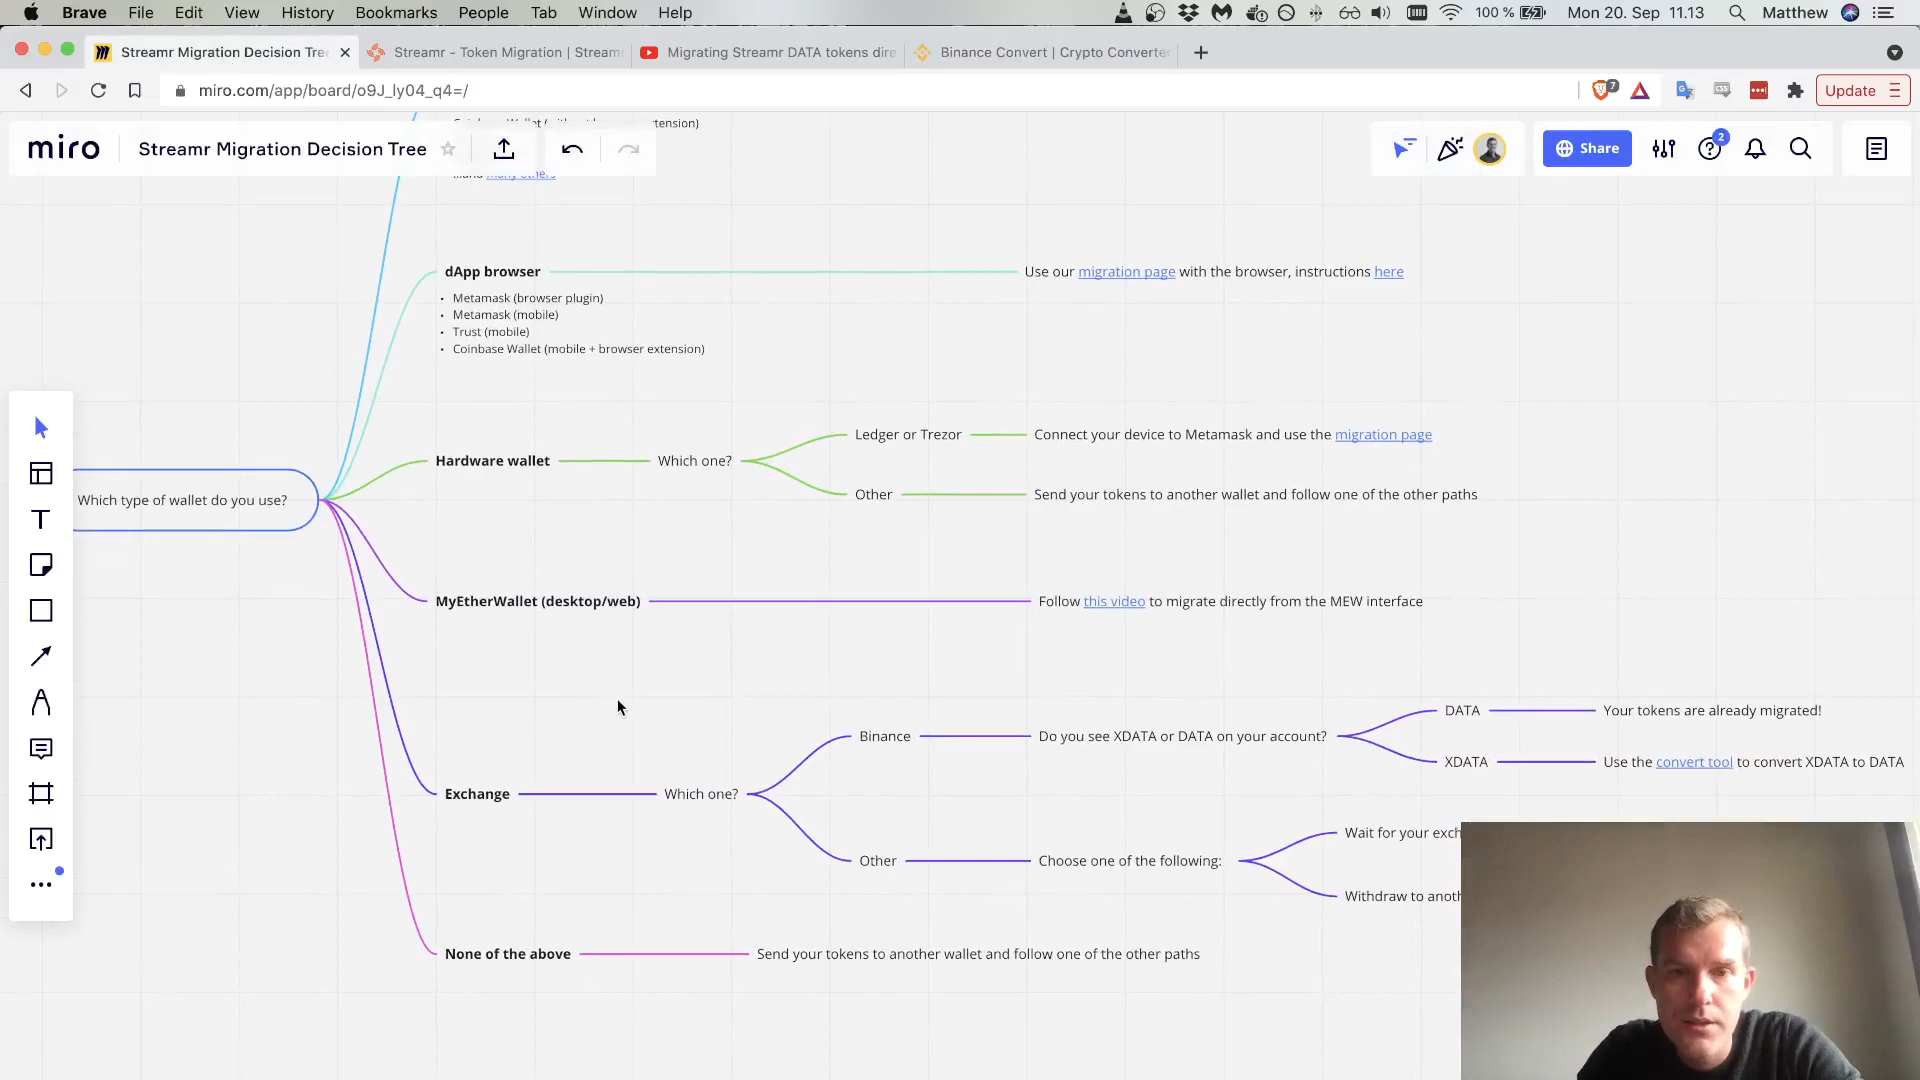 Brave File Edit View History Bookmarks People Tab Window Help
100 % Mon 20. Sep 11.13 Matthew
Streamr Migration Decision Tre
Streamr - Token Migration | Stream
Migrating Streamr DATA tokens dire
Binance Convert | Crypto Converte
miro.com/app/board/o9J_ly04_q4=/
7
Update
miro
Streamr Migration Decision Tree
Share
2
extension)
...and many others
dApp browser
Use our migration page with the browser, instructions here
• Metamask (browser plugin)
• Metamask (mobile)
• Trust (mobile)
• Coinbase Wallet (mobile + browser extension)
Which type of wallet do you use?
Hardware wallet
Which one?
Ledger or Trezor
Connect your device to Metamask and use the migration page
Other
Send your tokens to another wallet and follow one of the other paths
MyEtherWallet (desktop/web)
Follow this video to migrate directly from the MEW interface
Exchange
Which one?
Binance
Do you see XDATA or DATA on your account?
DATA
Your tokens are already migrated!
XDATA
Use the convert tool to convert XDATA to DATA
Other
Choose one of the following:
Wait for your exch
Withdraw to anoth
None of the above
Send your tokens to another wallet and follow one of the other paths